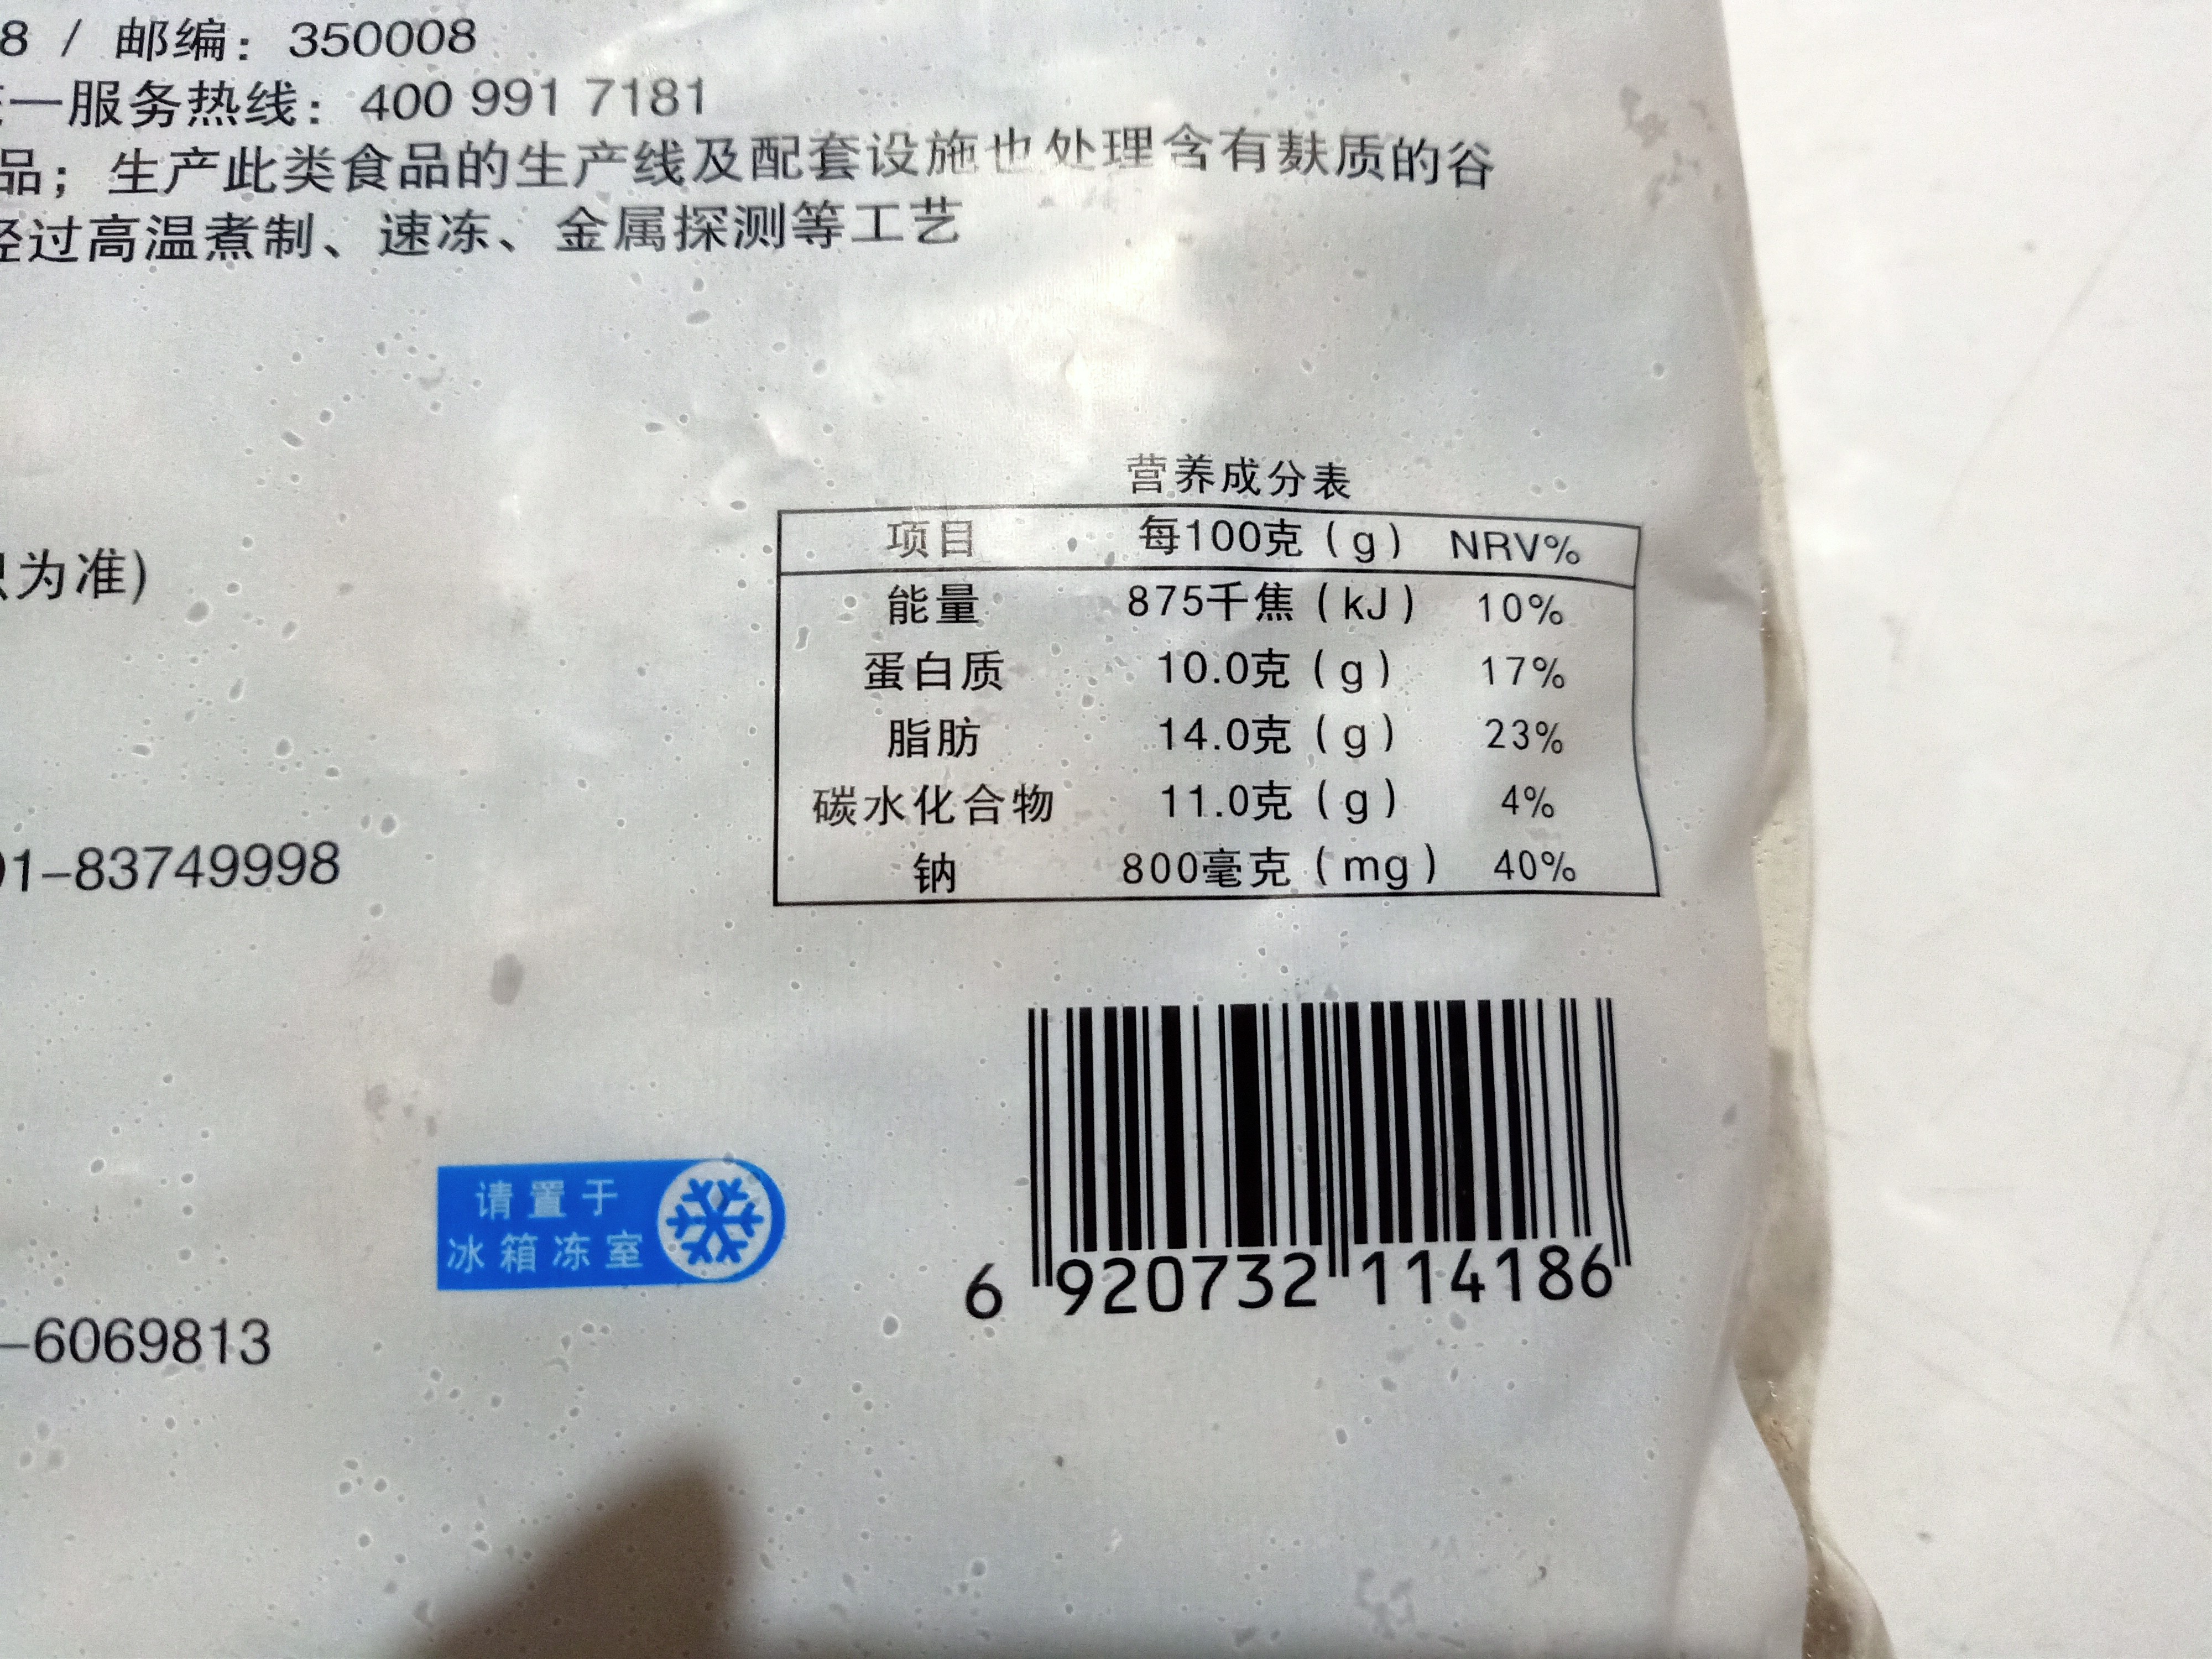 8 / 邮编：350008
一服务热线：400 991 7181
品；生产此类食品的生产线及配套设施也处理含有麸质的谷
经过高温煮制、速冻、金属探测等工艺
为准)
营养成分表
项目 每100克（g） NRV%
能量 875千焦（kJ） 10%
蛋白质 10.0克（g） 17%
脂肪 14.0克（g） 23%
碳水化合物 11.0克（g） 4%
钠 800毫克（mg） 40%
1-83749998
请置于
冰箱冻室
6 920732 114186
-6069813